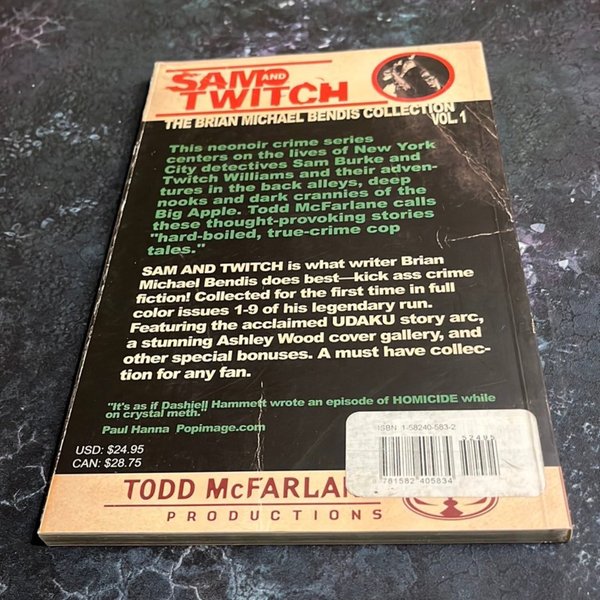 SAM AND
TWITCH
THE BRIAN MICHAEL BENDIS COLLECTION
VOL. 1
This neonoir crime series
centers on the lives of New York
City detectives Sam Burke and
Twitch Williams and their adven-
tures in the back alleys, deep
nooks and dark crannies of the
Big Apple. Todd McFarlane calls
these thought-provoking stories
"hard-boiled, true-crime cop
tales."
SAM AND TWITCH is what writer Brian
Michael Bendis does best—kick ass crime
fiction! Collected for the first time in full
color issues 1-9 of his legendary run.
Featuring the acclaimed UDAKU story arc,
a stunning Ashley Wood cover gallery, and
other special bonuses. A must have collec-
tion for any fan.
"It's as if Dashiell Hammett wrote an episode of HOMICIDE while
on crystal meth."
Paul Hanna Popimage.com
USD: $24.95
CAN: $28.75
ISBN 1-58240-583-2
52495
9781582 405834
TODD McFARLAN
PRODUCTIONS